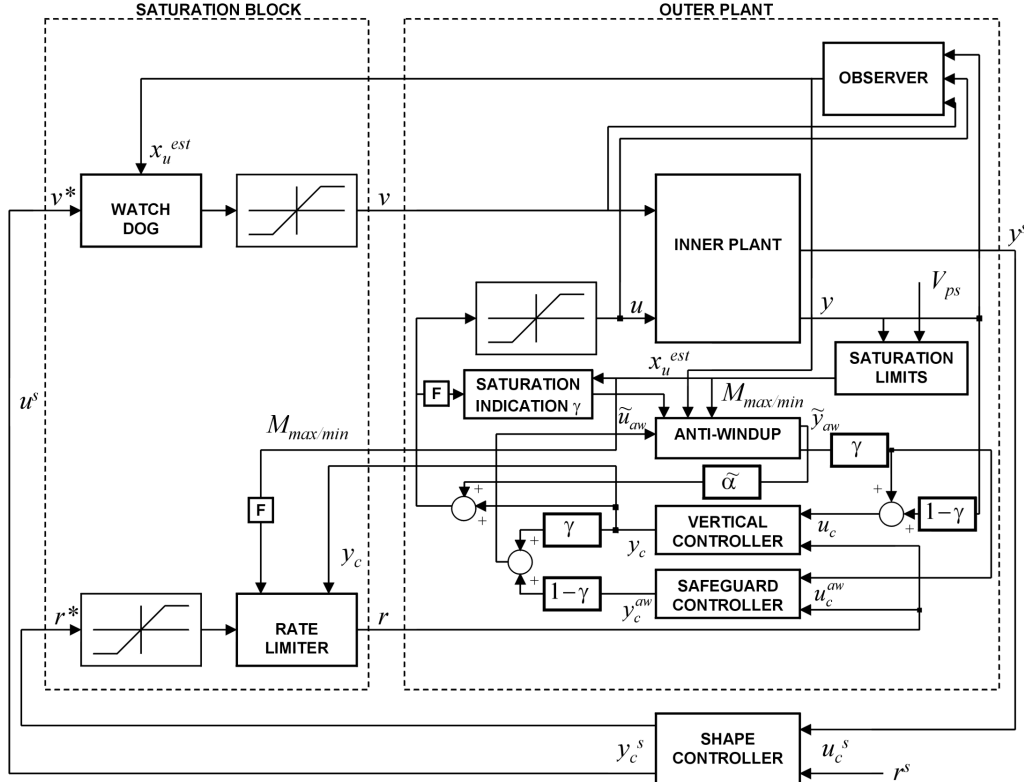 SATURATION BLOCK
OUTER PLANT
OBSERVER
x_u^est
v*
WATCH
DOG
v
INNER PLANT
y^s
V_ps
u
y
SATURATION
LIMITS
x_u^est
F
SATURATION
INDICATION γ
M_max/min
u^s
M_max/min
ũ_aw
ANTI-WINDUP
ỹ_aw
γ
α̃
F
+
+
+
+
1−γ
y_c
γ
+
y_c
VERTICAL
CONTROLLER
u_c
+
1−γ
y_c^aw
SAFEGUARD
CONTROLLER
u_c^aw
r*
RATE
LIMITER
r
y_c^s
SHAPE
CONTROLLER
u_c^s
r^s